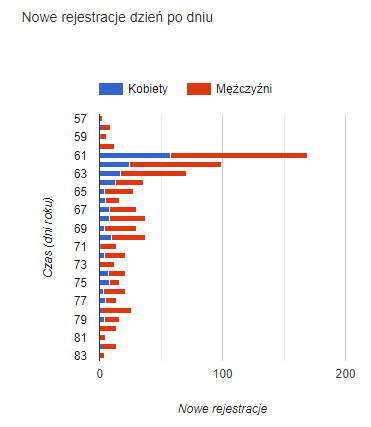 Nowe rejestracje dzień po dniu
Kobiety Mężczyźni
57
59
61
63
65
67
69
71
73
75
77
79
81
83
Czas (dni roku)
0 100 200
Nowe rejestracje